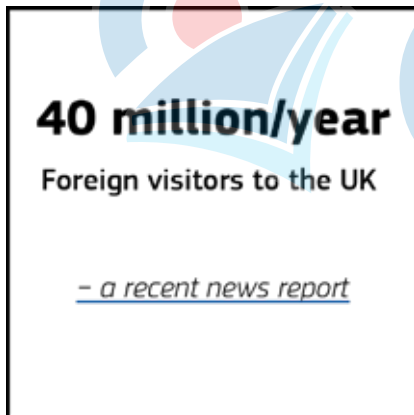 40 million/year
Foreign visitors to the UK
– a recent news report